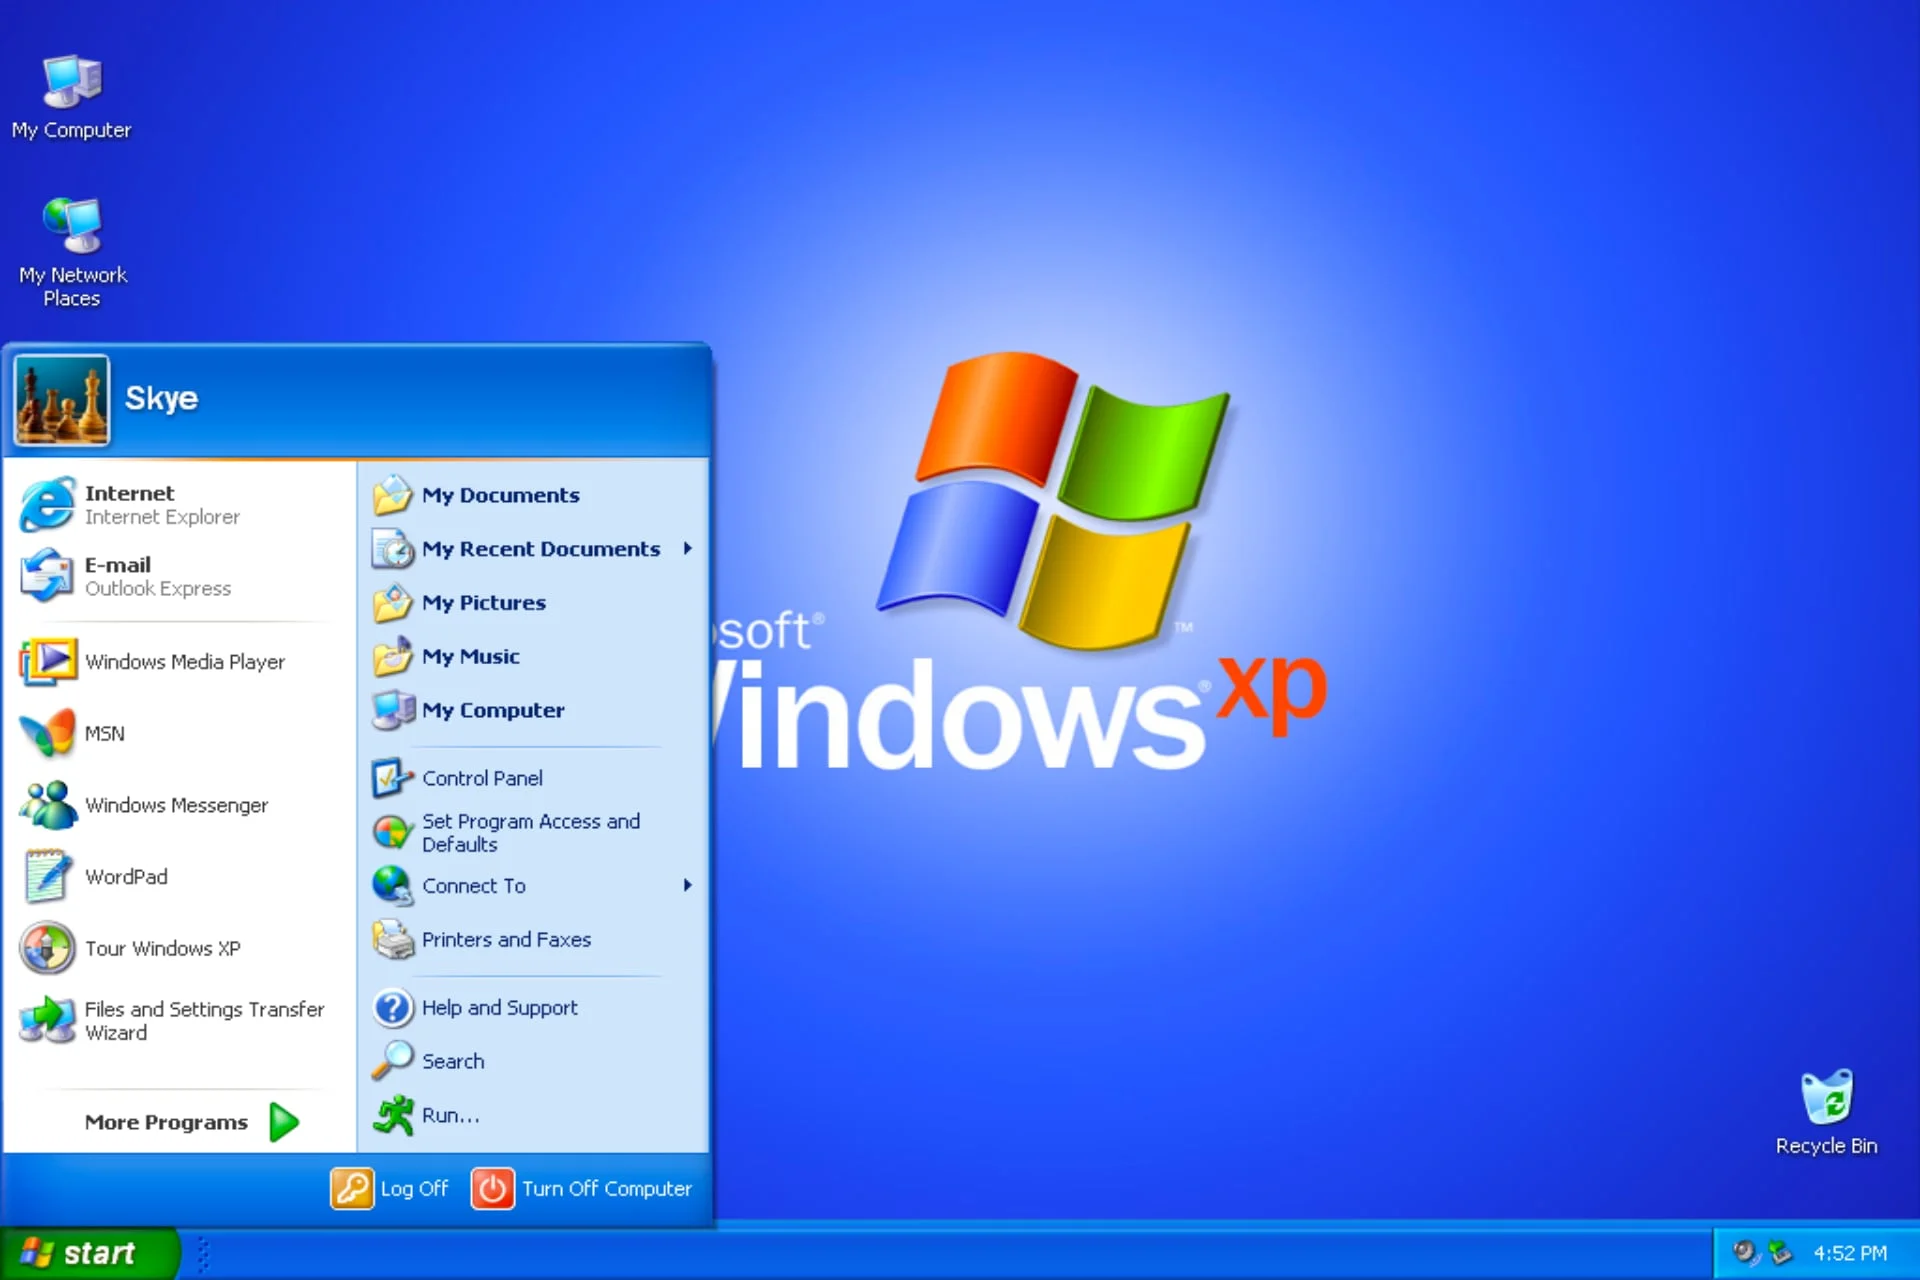 My Computer
My Network
Places
Skye
Internet
Internet Explorer
E-mail
Outlook Express
Windows Media Player
MSN
Windows Messenger
WordPad
Tour Windows XP
Files and Settings Transfer
Wizard
More Programs
My Documents
My Recent Documents
My Pictures
My Music
My Computer
Control Panel
Set Program Access and
Defaults
Connect To
Printers and Faxes
Help and Support
Search
Run...
Log Off
Turn Off Computer
osoft®
Windows® xp
TM
Recycle Bin
start
4:52 PM